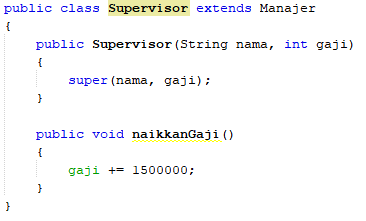 public class Supervisor extends Manajer
{
    public Supervisor(String nama, int gaji)
    {
        super(nama, gaji);
    }

    public void naikkanGaji()
    {
        gaji += 1500000;
    }
}